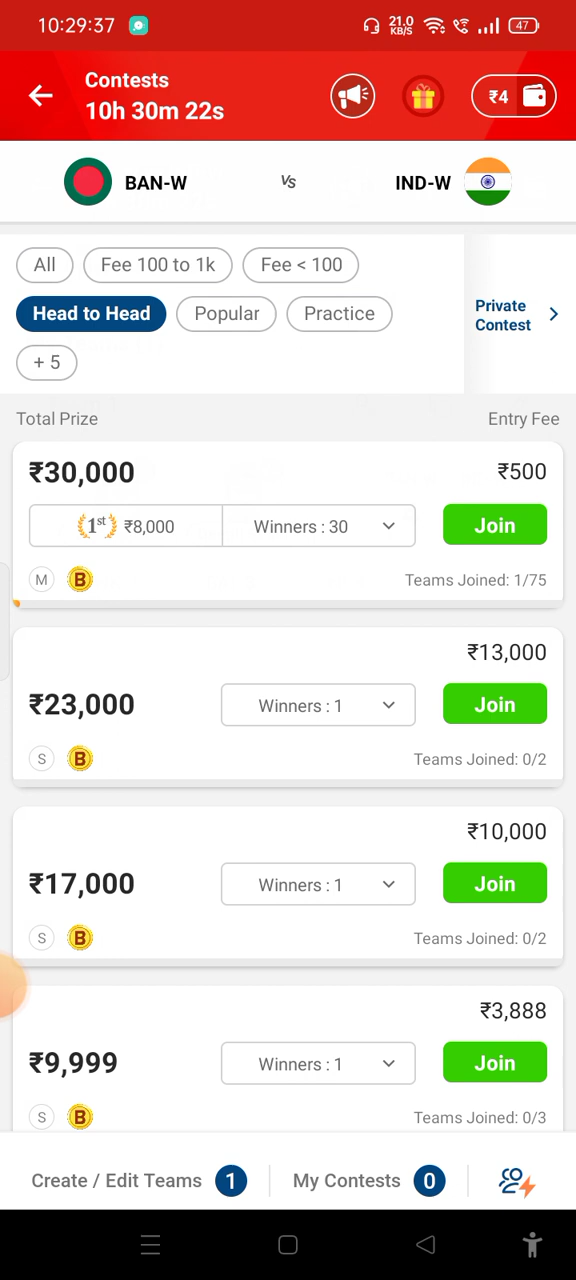 10:29:37
21.0 KB/S
47
Contests
10h 30m 22s
₹4
BAN-W
Vs
IND-W
All
Fee 100 to 1k
Fee < 100
Head to Head
Popular
Practice
+ 5
Private
Contest
Total Prize
Entry Fee
₹30,000
₹500
1st ₹8,000
Winners : 30
Join
M
B
Teams Joined: 1/75
₹13,000
₹23,000
Winners : 1
Join
S
B
Teams Joined: 0/2
₹10,000
₹17,000
Winners : 1
Join
S
B
Teams Joined: 0/2
₹3,888
₹9,999
Winners : 1
Join
S
B
Teams Joined: 0/3
Create / Edit Teams 1
My Contests 0